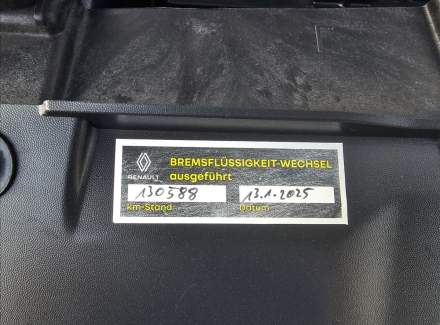 RENAULT
BREMSFLÜSSIGKEIT-WECHSEL
ausgeführt
130588 13.1.2025
km-Stand Datum